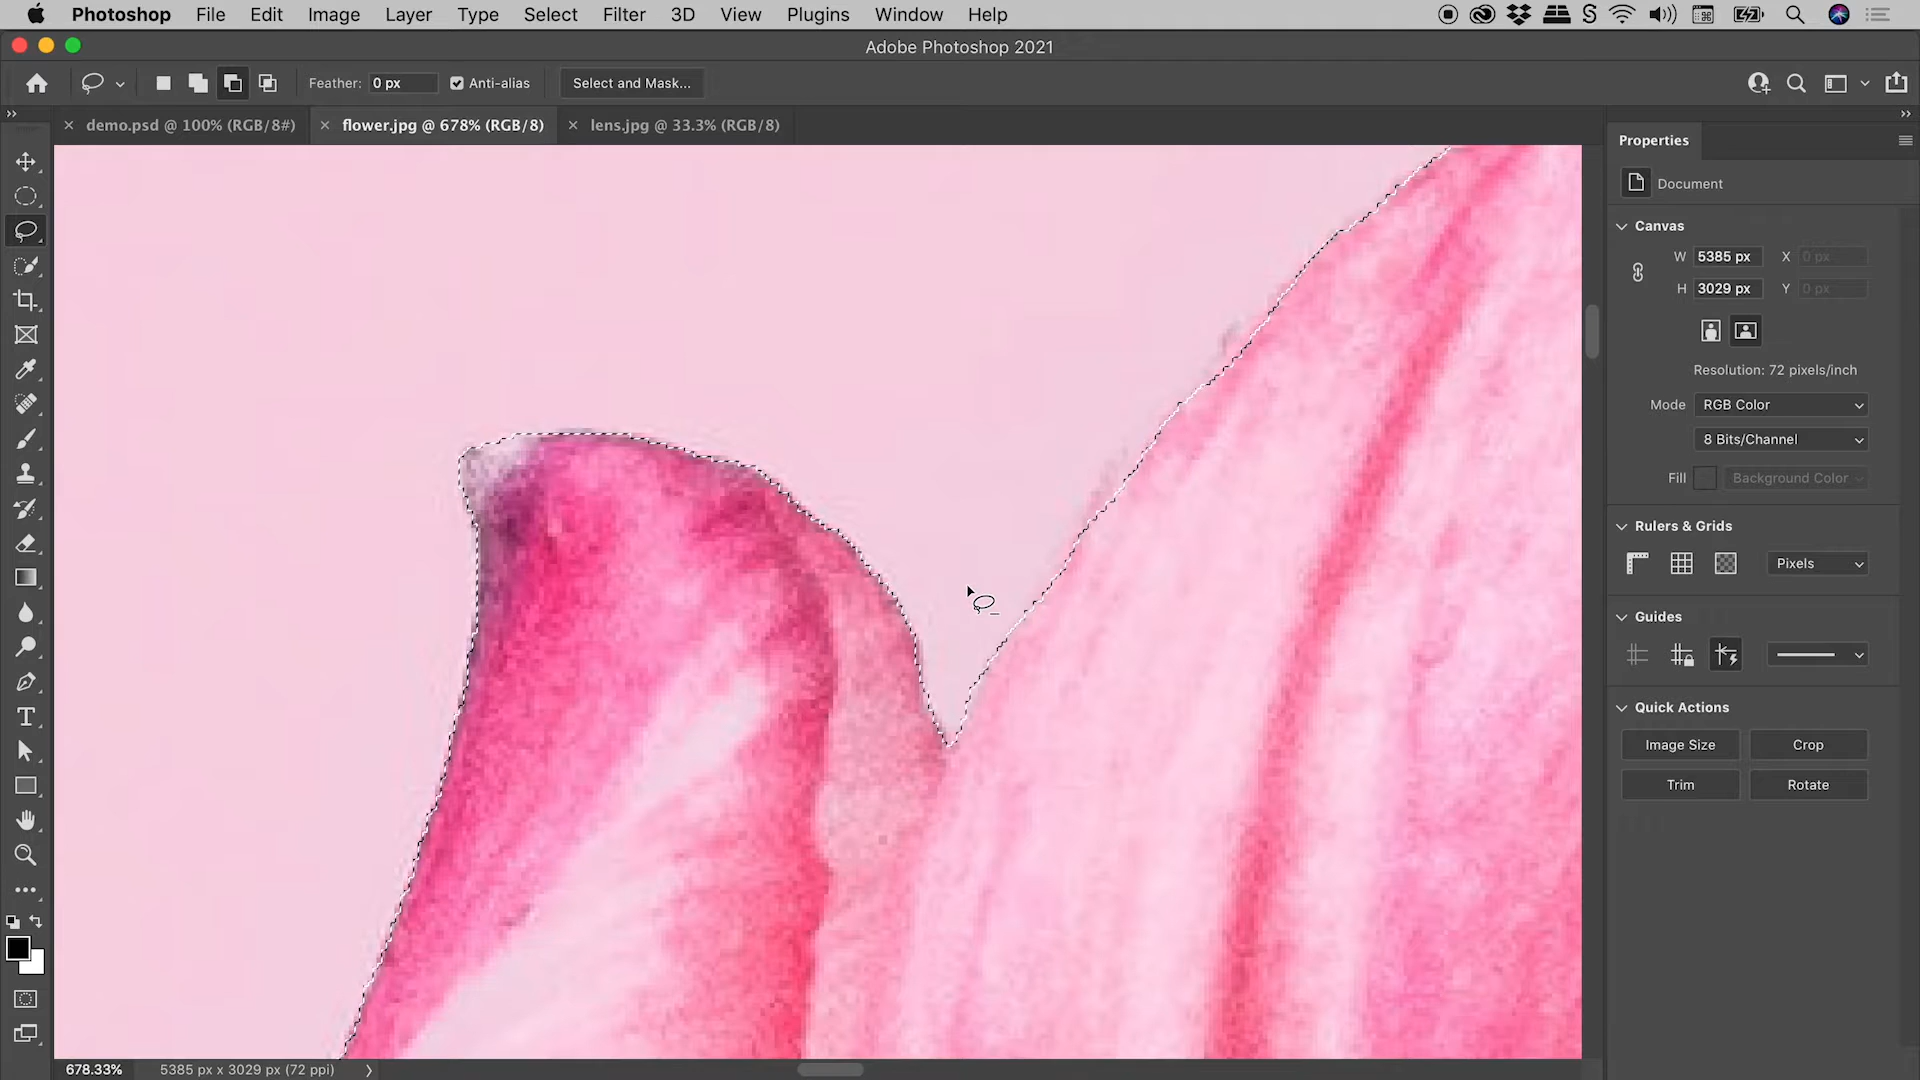 Photoshop File Edit Image Layer Type Select Filter 3D View Plugins Window Help
Adobe Photoshop 2021
Feather: 0 px Anti-alias Select and Mask...
demo.psd @ 100% (RGB/8#) flower.jpg @ 678% (RGB/8) lens.jpg @ 33.3% (RGB/8)
Properties
Document
Canvas
W 5385 px X 0 px
H 3029 px Y 0 px
Resolution: 72 pixels/inch
Mode RGB Color
8 Bits/Channel
Fill Background Color
Rulers & Grids
Pixels
Guides
Quick Actions
Image Size Crop
Trim Rotate
678.33% 5385 px x 3029 px (72 ppi)